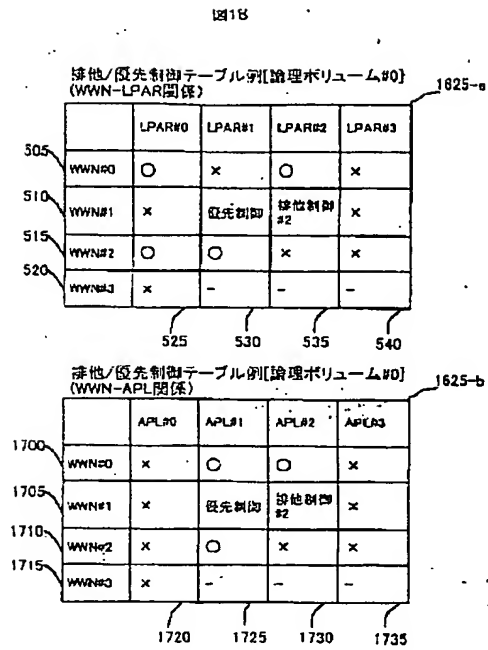 図18
排他/優先制御テーブル例[論理ボリューム#0]
(WWN-LPAR関係)
1625-a
LPAR#0 LPAR#1 LPAR#2 LPAR#3
505 WWN#0 ○ × ○ ×
510 WWN#1 × 優先制御 排他制御 ×
#2
515 WWN#2 ○ ○ × ×
520 WWN#3 × - - -
525 530 535 540
排他/優先制御テーブル例[論理ボリューム#0]
(WWN-APL関係)
1625-b
APL#0 APL#1 APL#2 APL#3
1700 WWN#0 × ○ ○ ×
1705 WWN#1 × 優先制御 排他制御 ×
#2
1710 WWN#2 × ○ × ×
1715 WWN#3 × - - -
1720 1725 1730 1735